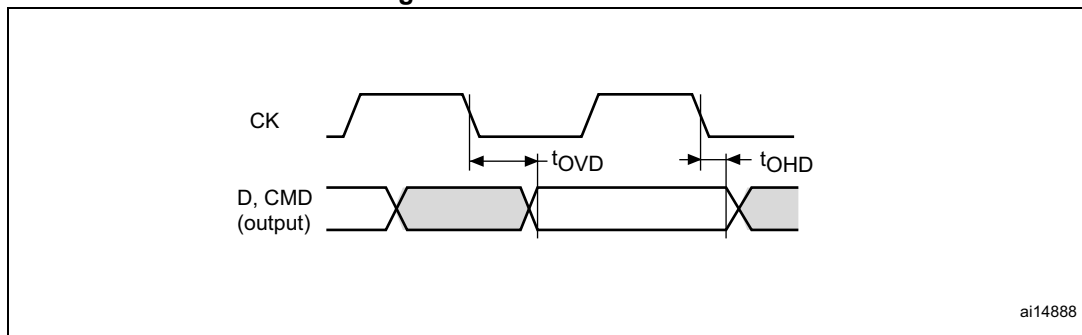 CK
tOVD
tOHD
D, CMD
(output)
ai14888